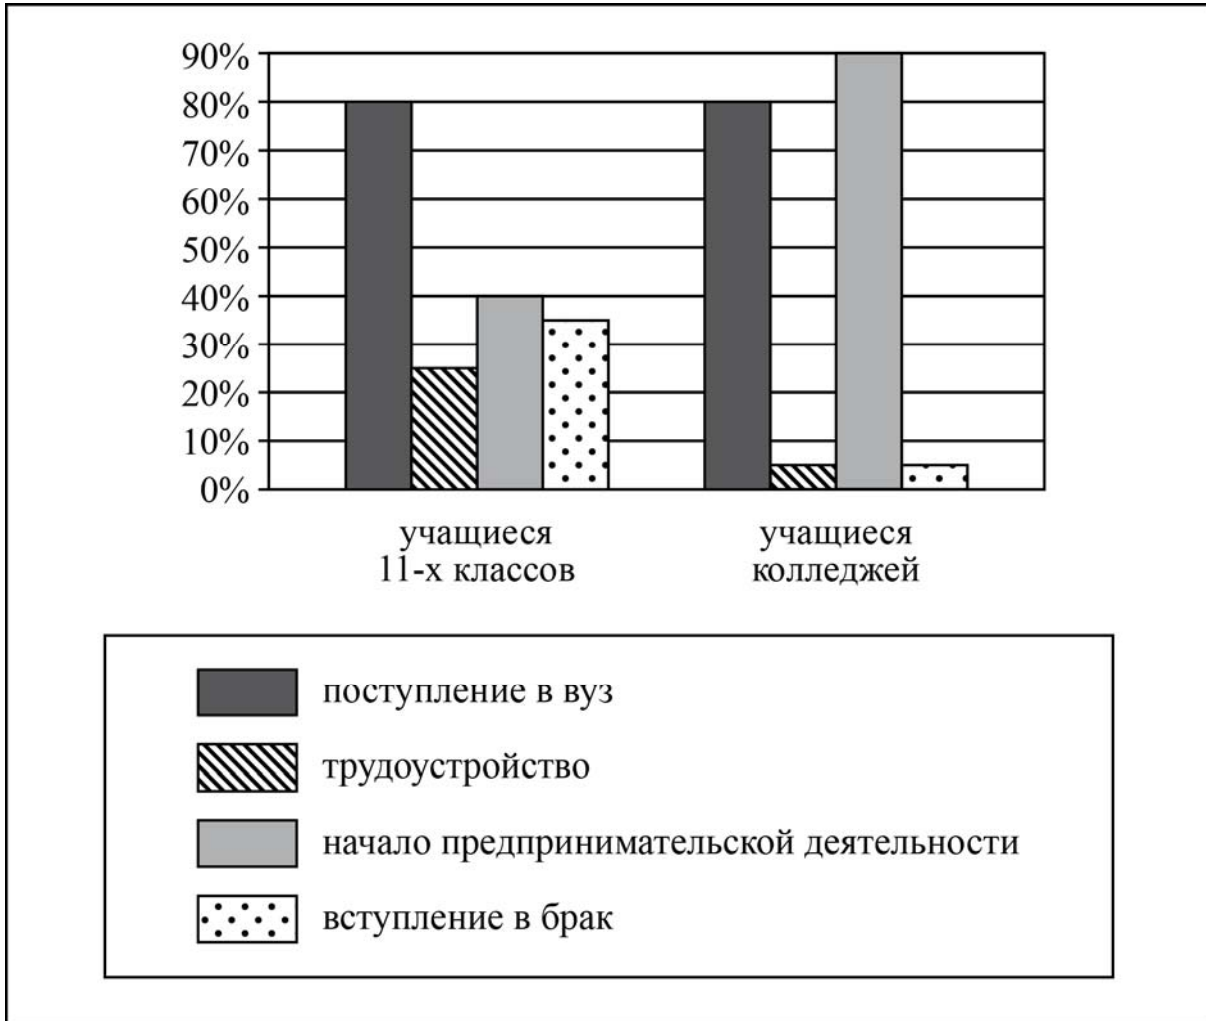 90%
80%
70%
60%
50%
40%
30%
20%
10%
0%
учащиеся
11-х классов
учащиеся
колледжей
поступление в вуз
трудоустройство
начало предпринимательской деятельности
вступление в брак